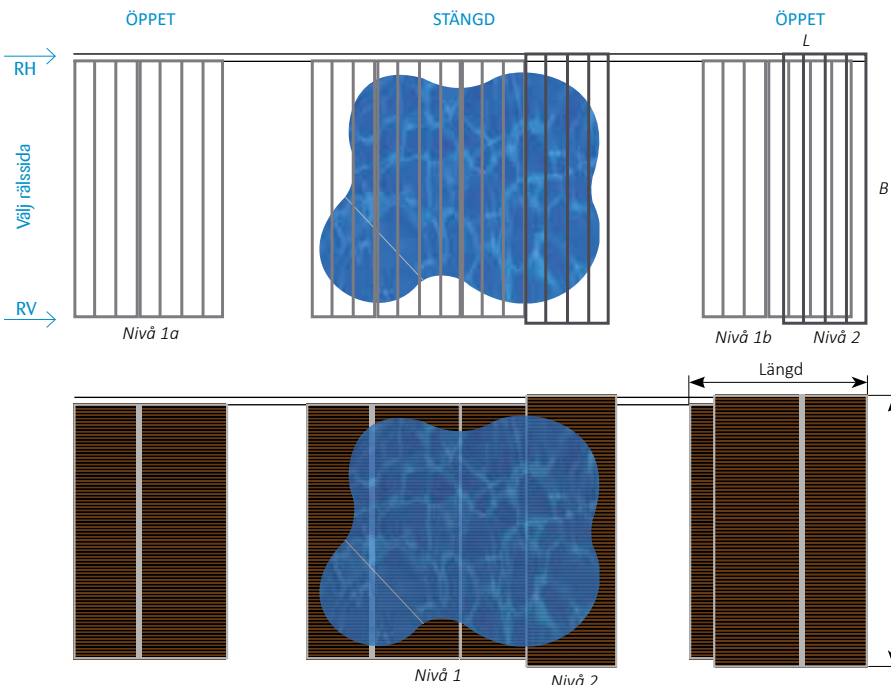 ÖPPET
STÄNGD
ÖPPET
L
RH
Välj rälssida
B
RV
Nivå 1a
Nivå 1b
Nivå 2
Längd
Nivå 1
Nivå 2